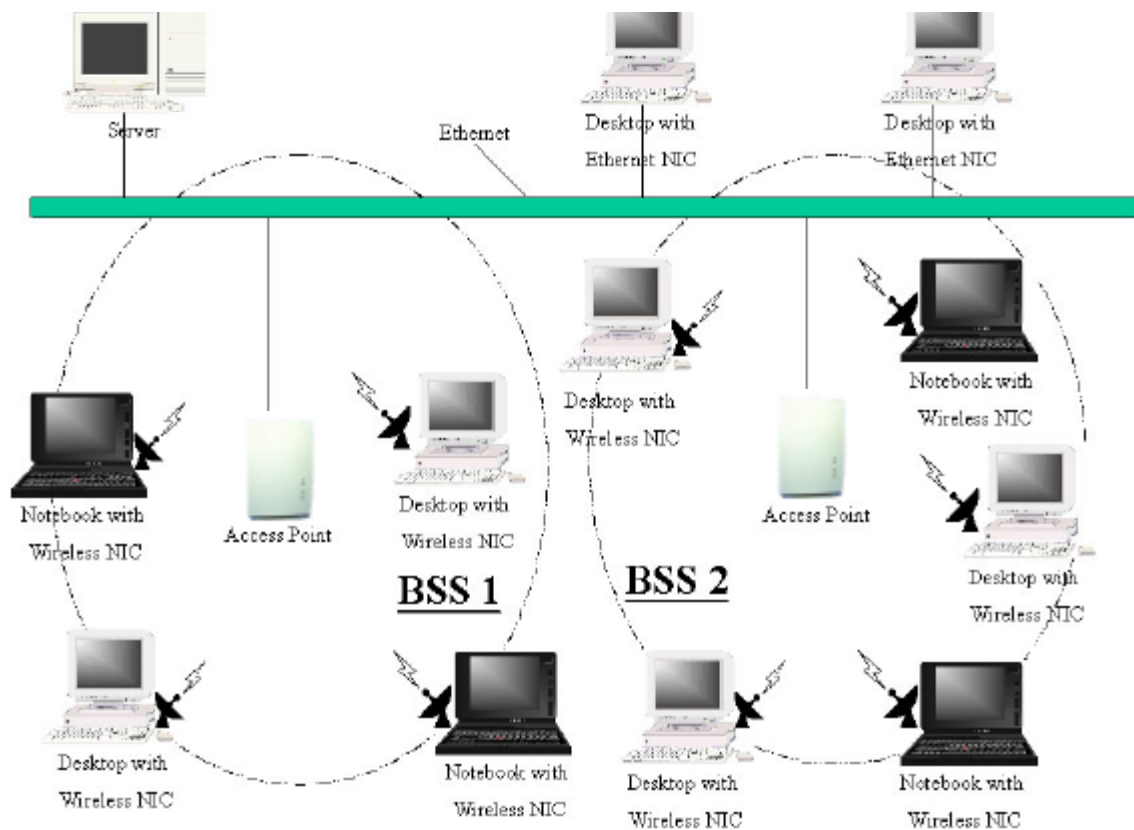 Server
Ethernet
Desktop with
Ethernet NIC
Desktop with
Ethernet NIC
Notebook with
Wireless NIC
Access Point
Desktop with
Wireless NIC
BSS 1
Desktop with
Wireless NIC
Notebook with
Wireless NIC
Desktop with
Wireless NIC
Notebook with
Wireless NIC
Access Point
Desktop with
Wireless NIC
BSS 2
Desktop with
Wireless NIC
Notebook with
Wireless NIC